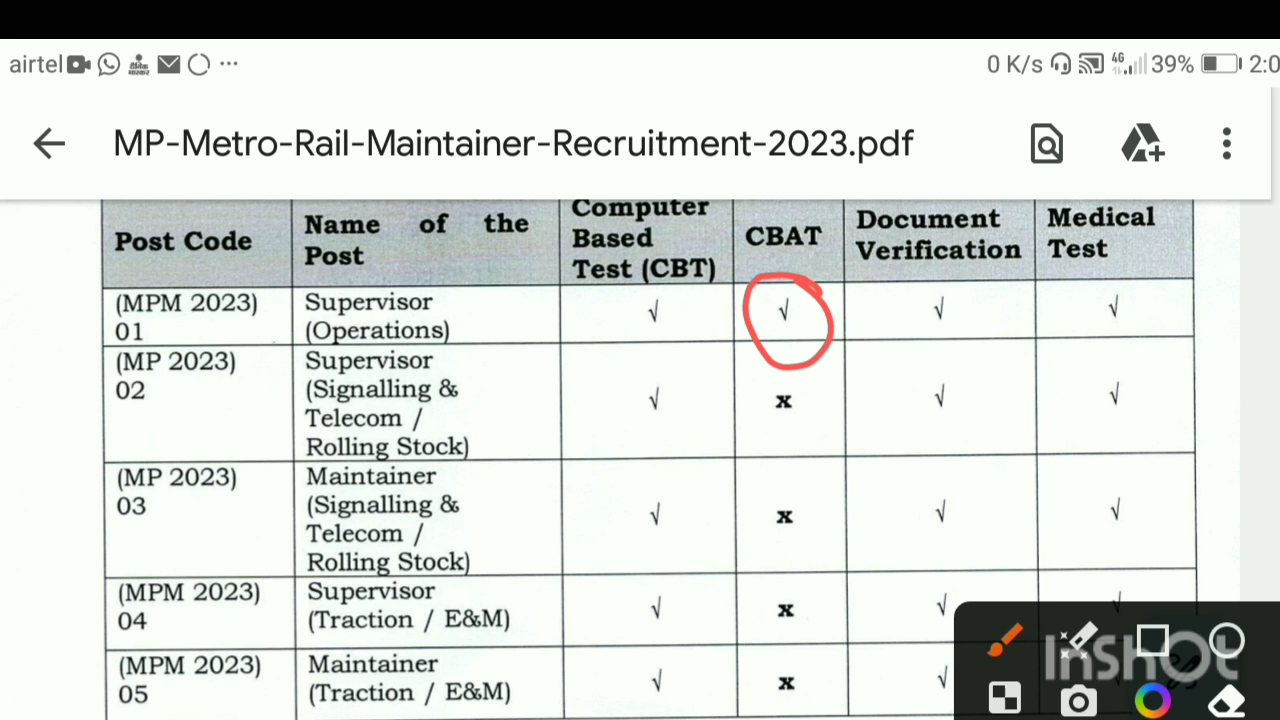 airtel ... 0 K/s 4G 39% 2:0
MP-Metro-Rail-Maintainer-Recruitment-2023.pdf
Post Code Name of the Post Computer Based Test (CBT) CBAT Document Verification Medical Test
(MPM 2023) 01 Supervisor (Operations) √ √ √ √
(MP 2023) 02 Supervisor (Signalling & Telecom / Rolling Stock) √ x √ √
(MP 2023) 03 Maintainer (Signalling & Telecom / Rolling Stock) √ x √ √
(MPM 2023) 04 Supervisor (Traction / E&M) √ x √ √
(MPM 2023) 05 Maintainer (Traction / E&M) √ x √
InShOt